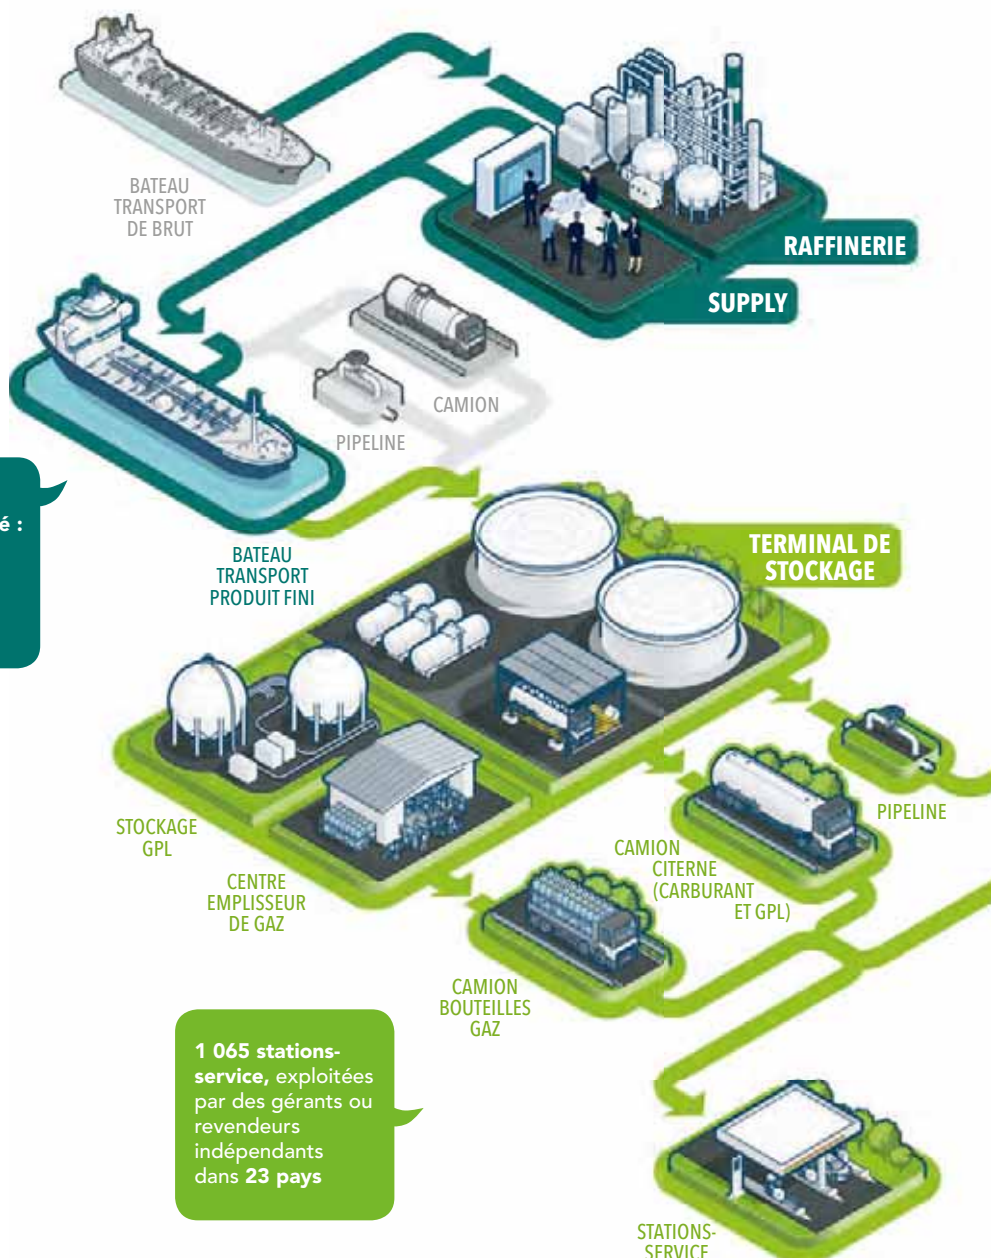 BATEAU
TRANSPORT
DE BRUT
RAFFINERIE
SUPPLY
CAMION
PIPELINE
é :
BATEAU
TRANSPORT
PRODUIT FINI
TERMINAL DE
STOCKAGE
PIPELINE
STOCKAGE
GPL
CAMION
CITERNE
(CARBURANT
ET GPL)
CENTRE
EMPLISSEUR
DE GAZ
CAMION
BOUTEILLES
GAZ
1 065 stations-
service, exploitées
par des gérants ou
revendeurs
indépendants
dans 23 pays
STATIONS-
SERVICE